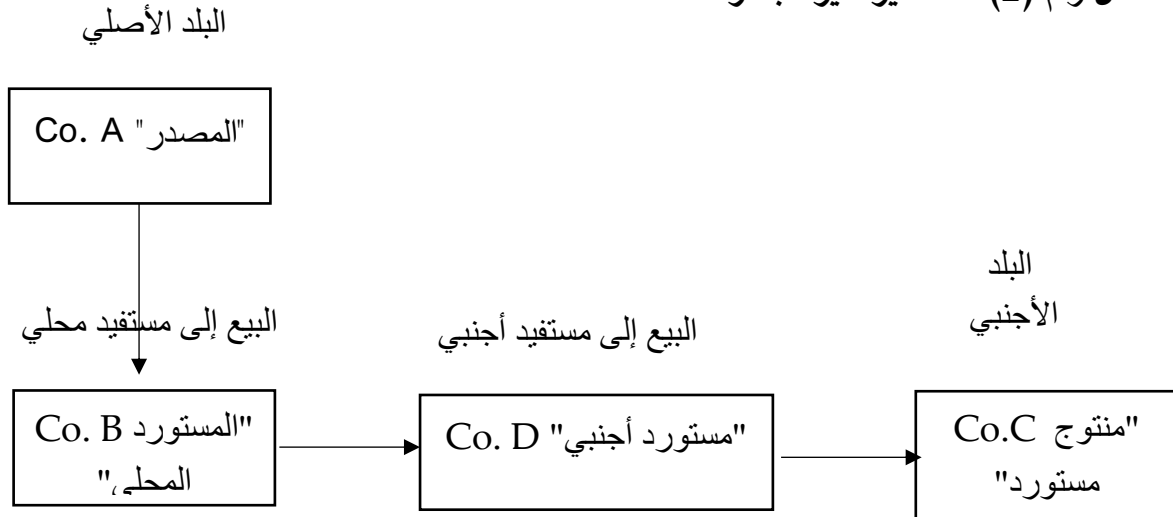 (2)
البلد الأصلي
Co. A "المصدر"
البلد
الأجنبي
البيع إلى مستفيد محلي
البيع إلى مستفيد أجنبي
Co. B المستورد"
المحلي"
Co. D "مستورد أجنبي"
Co.C "منتوج
مستورد"